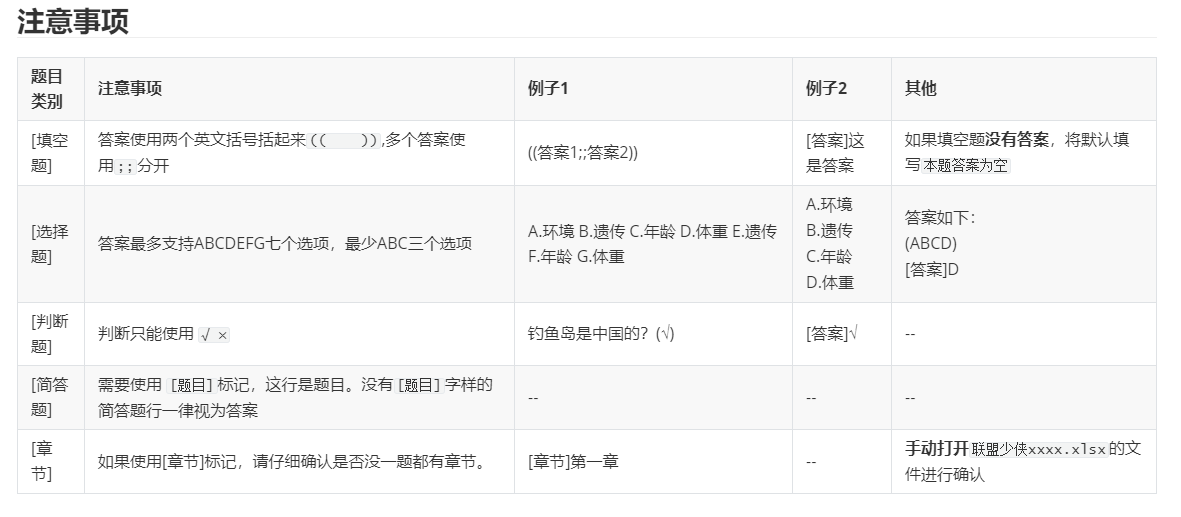 注意事项
题目
类别
注意事项
例子1
例子2
其他
[填空
题]
答案使用两个英文括号括起来 ((    )),多个答案使
用 ;; 分开
((答案1;;答案2))
[答案]这
是答案
如果填空题没有答案，将默认填
写 本题答案为空
[选择
题]
答案最多支持ABCDEFG七个选项，最少ABC三个选项
A.环境 B.遗传 C.年龄 D.体重 E.遗传
F.年龄 G.体重
A.环境
B.遗传
C.年龄
D.体重
答案如下：
(ABCD)
[答案]D
[判断
题]
判断只能使用 √ ×
钓鱼岛是中国的？(√)
[答案]√
--
[简答
题]
需要使用 [题目] 标记，这行是题目。没有 [题目] 字样的
简答题行一律视为答案
--
--
--
[章
节]
如果使用[章节]标记，请仔细确认是否没一题都有章节。
[章节]第一章
--
手动打开 联盟少侠xxxx.xlsx 的文
件进行确认